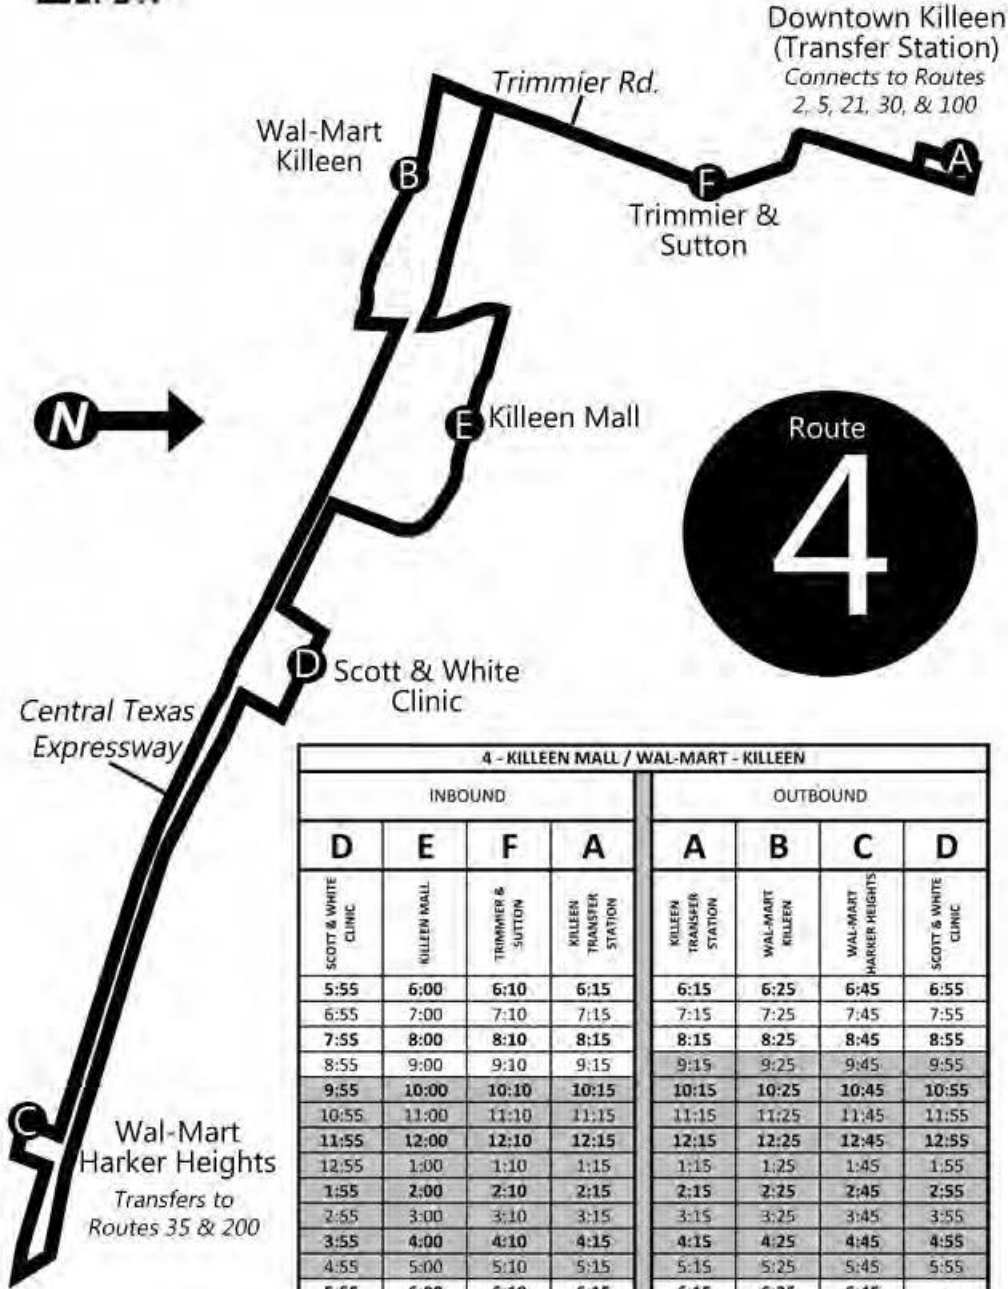 Downtown Killeen
(Transfer Station)
Connects to Routes
2, 5, 21, 30, & 100
Trimmier Rd.
Wal-Mart
Killeen
A
B
F
Trimmier &
Sutton
N
E Killeen Mall
Route
4
D Scott & White
Clinic
Central Texas
Expressway
C
Wal-Mart
Harker Heights
Transfers to
Routes 35 & 200
4 - KILLEEN MALL / WAL-MART - KILLEEN
INBOUND OUTBOUND
D E F A A B C D
SCOTT & WHITE CLINIC KILLEEN MALL TRIMMIER & SUTTON KILLEEN TRANSFER STATION KILLEEN TRANSFER STATION WAL-MART KILLEEN WAL-MART HARKER HEIGHTS SCOTT & WHITE CLINIC
5:55 6:00 6:10 6:15 6:15 6:25 6:45 6:55
6:55 7:00 7:10 7:15 7:15 7:25 7:45 7:55
7:55 8:00 8:10 8:15 8:15 8:25 8:45 8:55
8:55 9:00 9:10 9:15 9:15 9:25 9:45 9:55
9:55 10:00 10:10 10:15 10:15 10:25 10:45 10:55
10:55 11:00 11:10 11:15 11:15 11:25 11:45 11:55
11:55 12:00 12:10 12:15 12:15 12:25 12:45 12:55
12:55 1:00 1:10 1:15 1:15 1:25 1:45 1:55
1:55 2:00 2:10 2:15 2:15 2:25 2:45 2:55
2:55 3:00 3:10 3:15 3:15 3:25 3:45 3:55
3:55 4:00 4:10 4:15 4:15 4:25 4:45 4:55
4:55 5:00 5:10 5:15 5:15 5:25 5:45 5:55